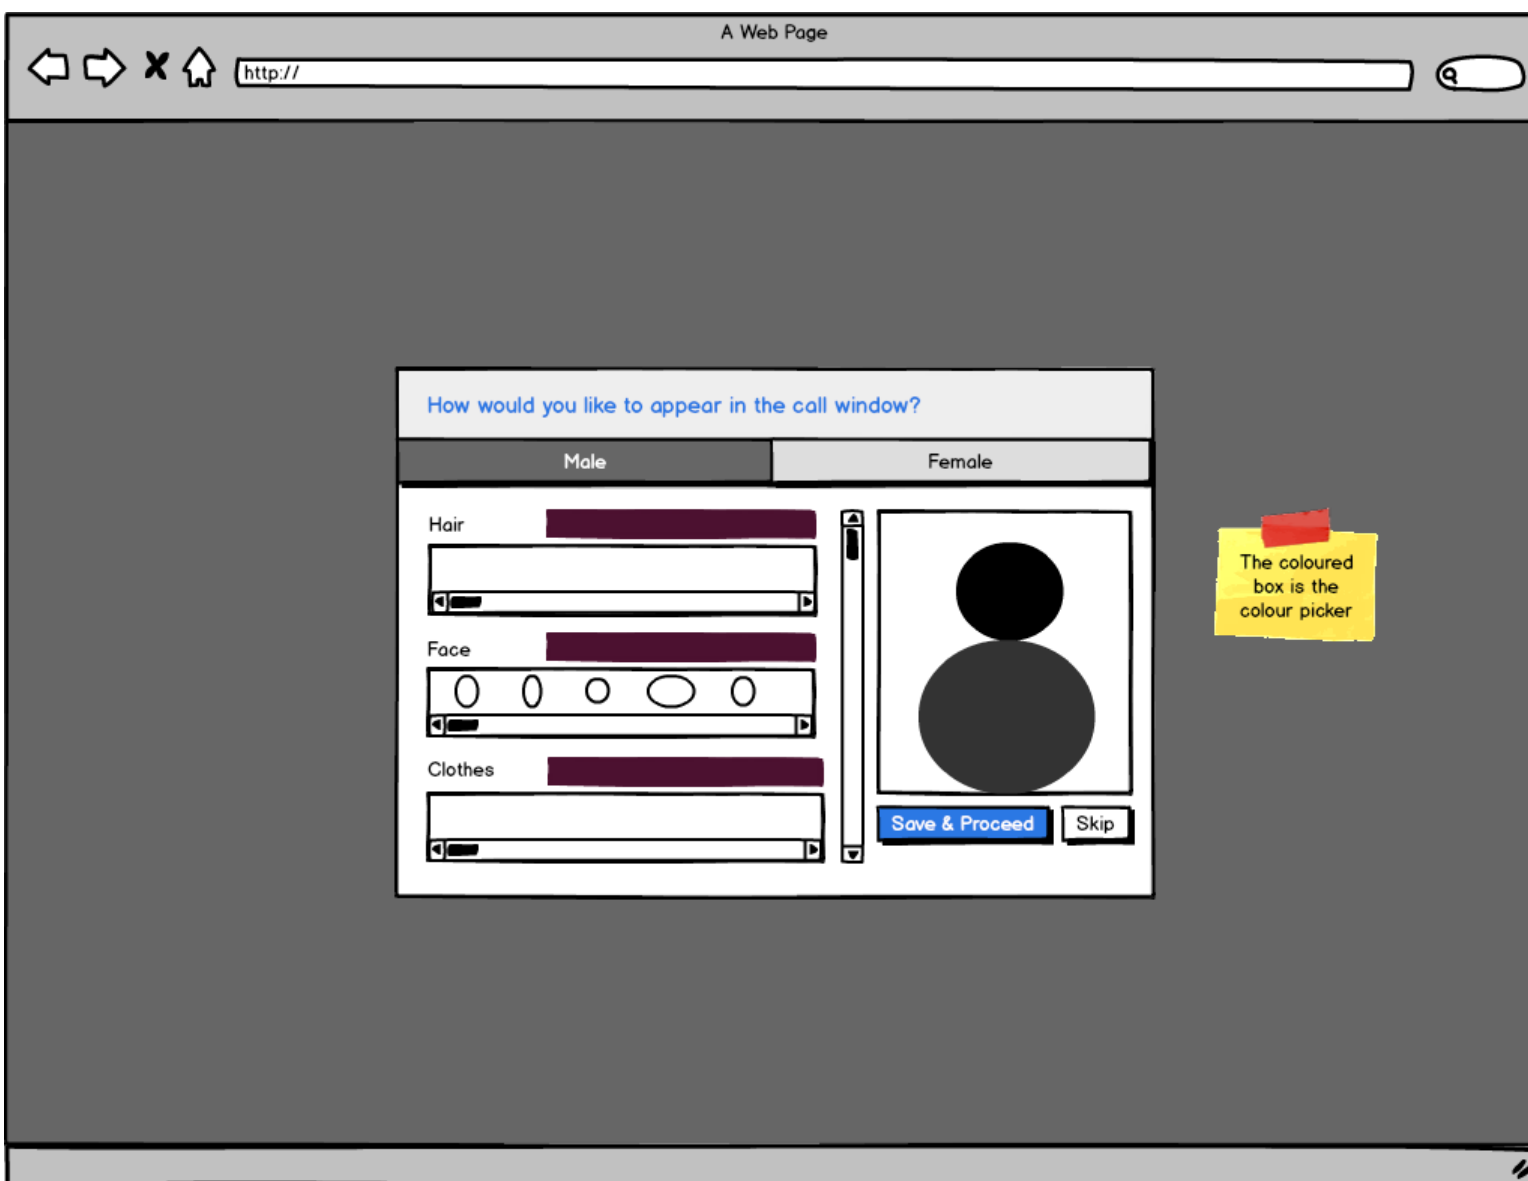 A Web Page
http://
How would you like to appear in the call window?
Male
Female
Hair
Face
Clothes
Save & Proceed
Skip
The coloured
box is the
colour picker